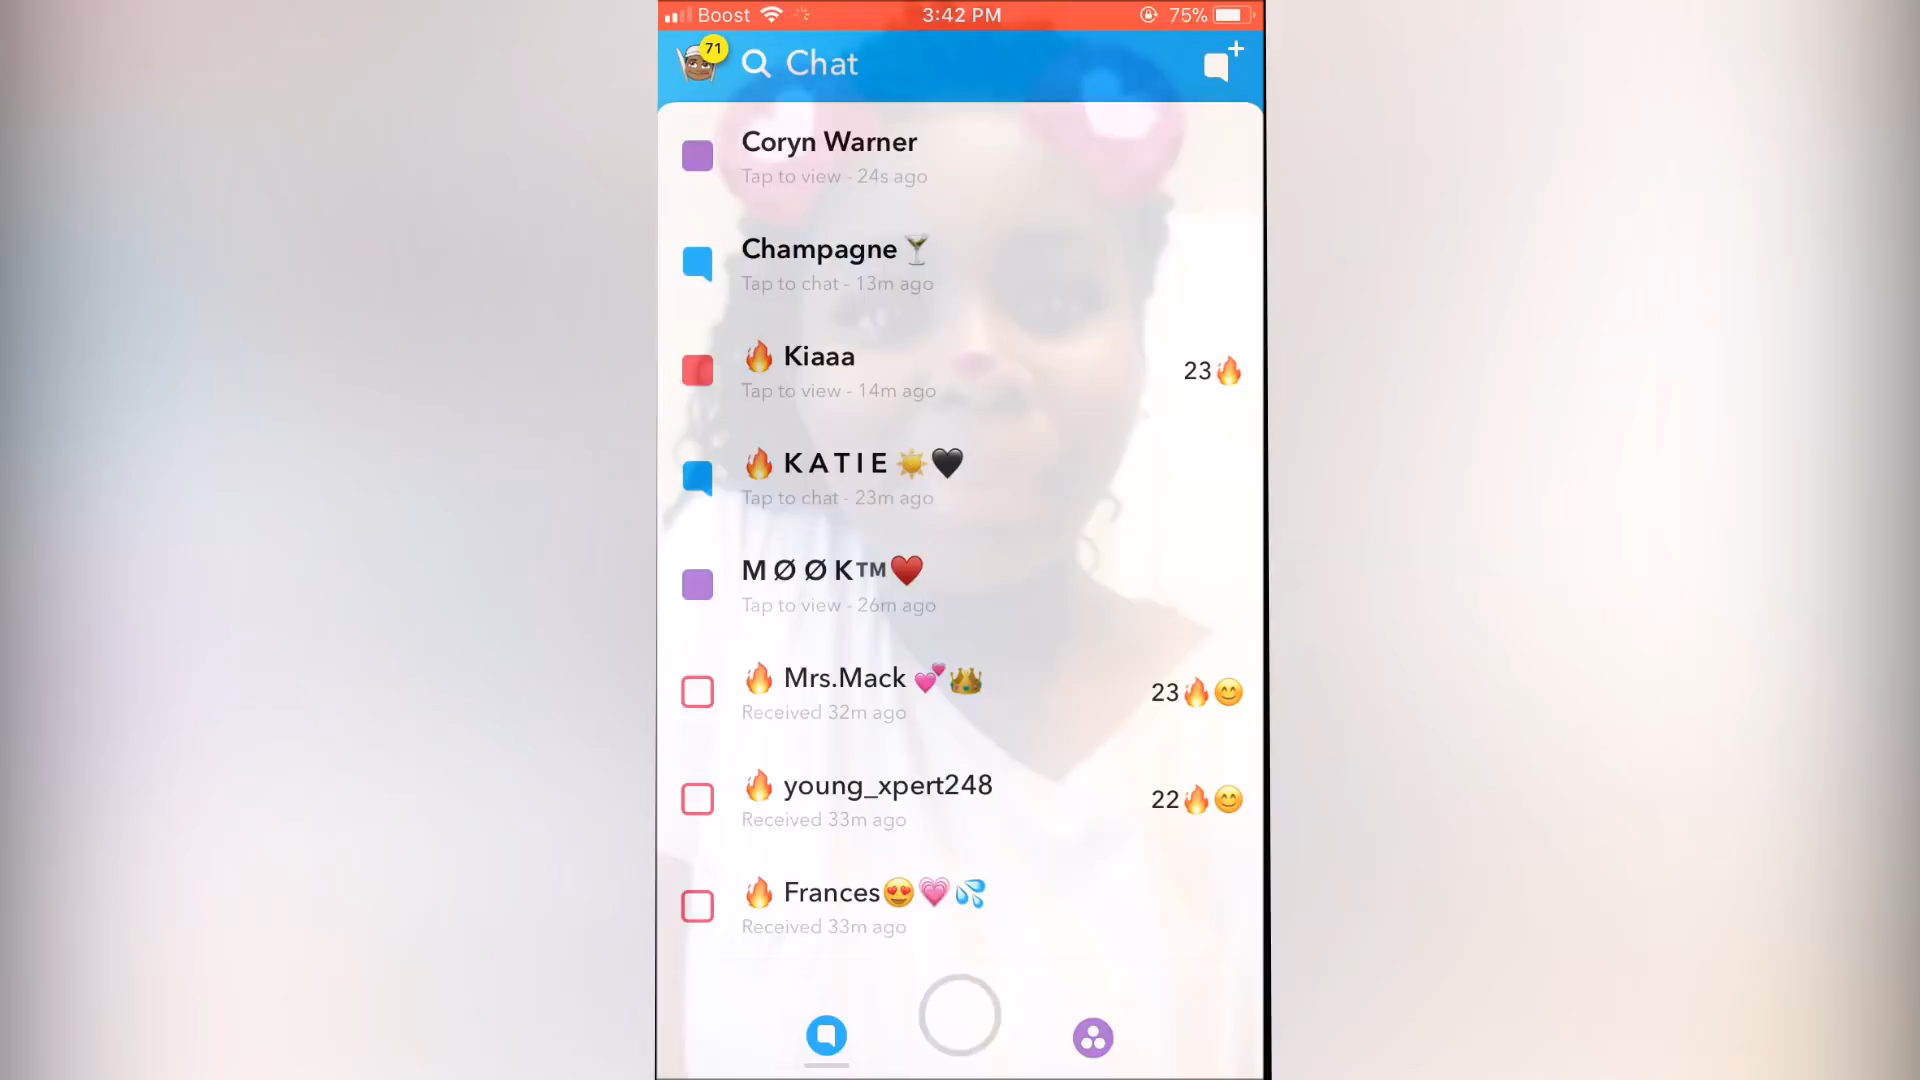 Boost 3:42 PM 75%
71 Chat
Coryn Warner
Tap to view - 24s ago
Champagne🍸
Tap to chat - 13m ago
🔥 Kiaaa 23🔥
Tap to view - 14m ago
🔥 K A T I E ☀️🖤
Tap to chat - 23m ago
M Ø Ø K™❤️
Tap to view - 26m ago
🔥 Mrs.Mack 💕👑 23🔥😊
Received 32m ago
🔥 young_xpert248 22🔥😊
Received 33m ago
🔥 Frances😍💗💦
Received 33m ago